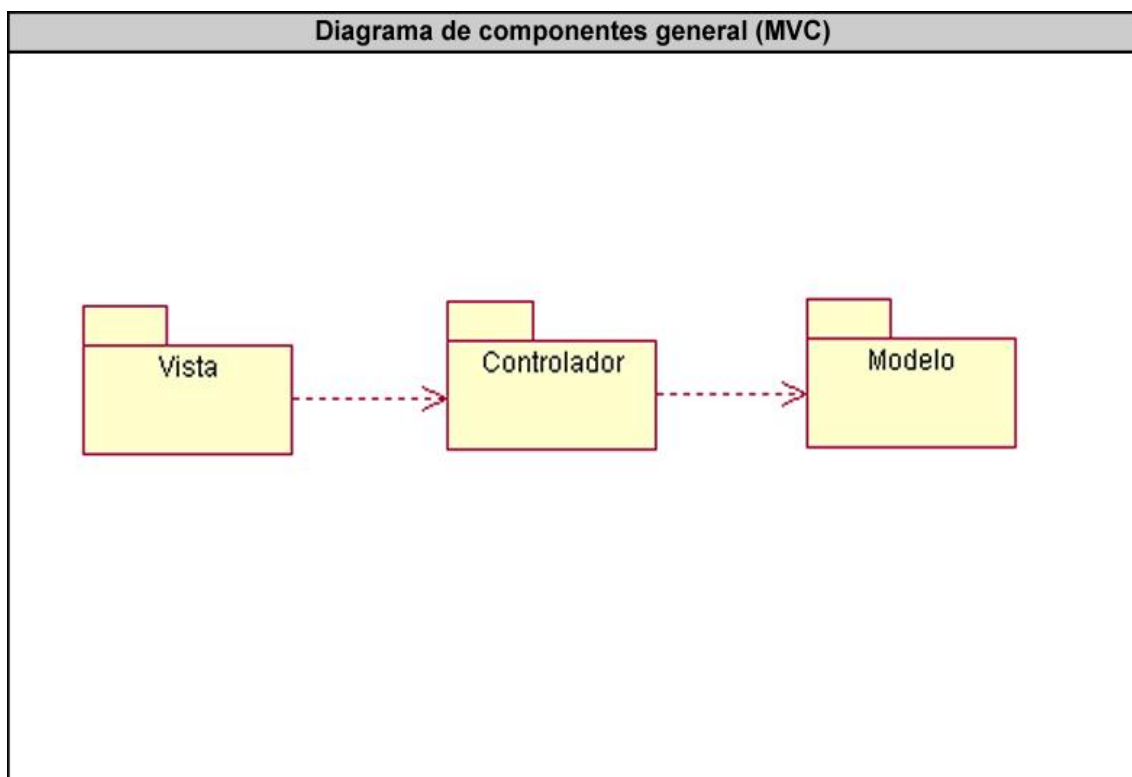 Diagrama de componentes general (MVC)
Vista
Controlador
Modelo